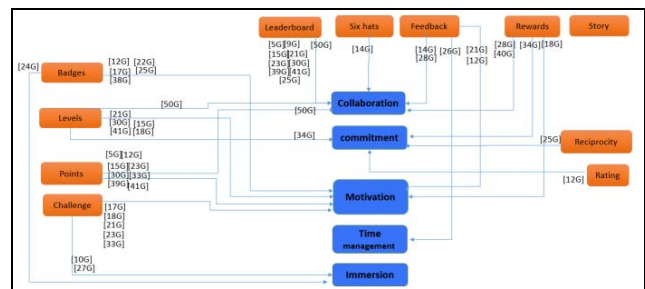 Leaderboard
Six hats
Feedback
Rewards
Story
[5G][9G]
[50G]
[15G][21G]
[23G][30G]
[39G][41G]
[25G]
[14G]
[14G]
[28G]
[26G]
[21G]
[12G]
[28G]
[40G]
[34G]
[18G]
[24G]
Badges
[12G]
[22G]
[17G]
[25G]
[38G]
Levels
[50G]
[21G]
[30G]
[15G]
[41G]
[18G]
[50G]
Collaboration
[34G]
commitment
[25G]
Reciprocity
[5G][12G]
[15G][23G]
[30G]
[33G]
[39G]
[41G]
Points
[12G]
Rating
Motivation
Challenge
[17G]
[18G]
[21G]
[23G]
[33G]
Time
management
[10G]
[27G]
Immersion